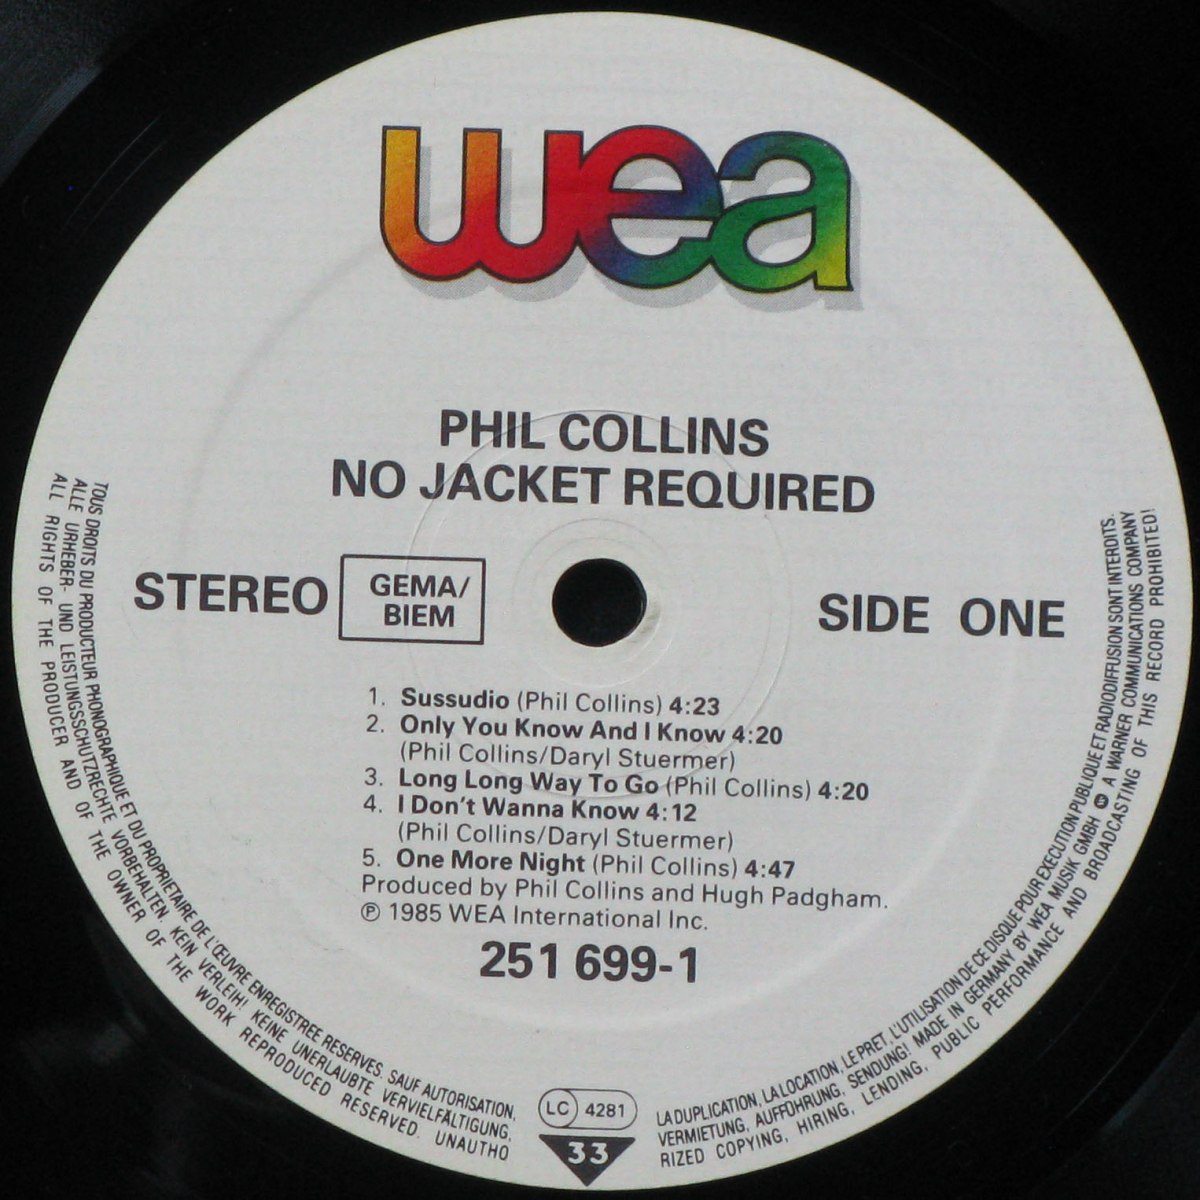 wea
PHIL COLLINS
NO JACKET REQUIRED
STEREO
GEMA/
BIEM
SIDE ONE
1. Sussudio (Phil Collins) 4:23
2. Only You Know And I Know 4:20
(Phil Collins/Daryl Stuermer)
3. Long Long Way To Go (Phil Collins) 4:20
4. I Don't Wanna Know 4:12
(Phil Collins/Daryl Stuermer)
5. One More Night (Phil Collins) 4:47
Produced by Phil Collins and Hugh Padgham.
℗ 1985 WEA International Inc.
251 699-1
TOUS DROITS DU PRODUCTEUR PHONOGRAPHIQUE ET DU PROPRIETAIRE DE L'ŒUVRE ENREGISTREE RESERVES. SAUF AUTORISATION, LA DUPLICATION, LA LOCATION, LE PRET, L'UTILISATION DE CE DISQUE POUR EXECUTION PUBLIQUE ET RADIODIFFUSION SONT INTERDITS.
ALLE URHEBER- UND LEISTUNGSSCHUTZRECHTE VORBEHALTEN. KEIN VERLEIH! KEINE UNERLAUBTE VERVIELFÄLTIGUNG, VERMIETUNG, AUFFÜHRUNG, SENDUNG! MADE IN GERMANY BY WEA MUSIK GMBH A WARNER COMMUNICATIONS COMPANY
ALL RIGHTS OF THE PRODUCER AND OF THE OWNER OF THE WORK REPRODUCED RESERVED. UNAUTHORIZED COPYING, HIRING, LENDING, PUBLIC PERFORMANCE AND BROADCASTING OF THIS RECORD PROHIBITED!
LC 4281
33